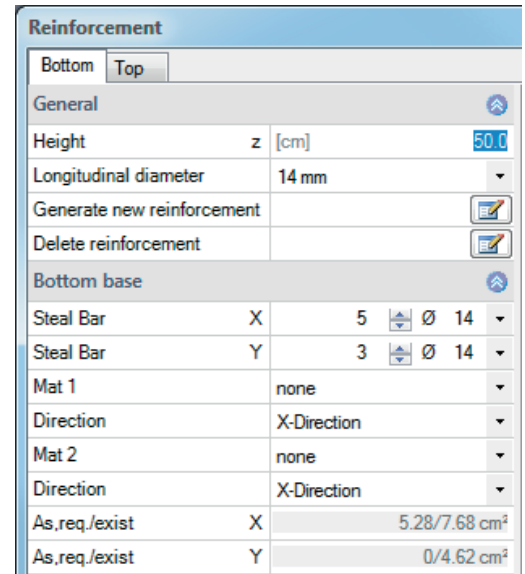 Reinforcement
Bottom Top
General
Height z [cm] 50.0
Longitudinal diameter 14 mm
Generate new reinforcement
Delete reinforcement
Bottom base
Steal Bar X 5 Ø 14
Steal Bar Y 3 Ø 14
Mat 1 none
Direction X-Direction
Mat 2 none
Direction X-Direction
As,req./exist X 5.28/7.68 cm²
As,req./exist Y 0/4.62 cm²